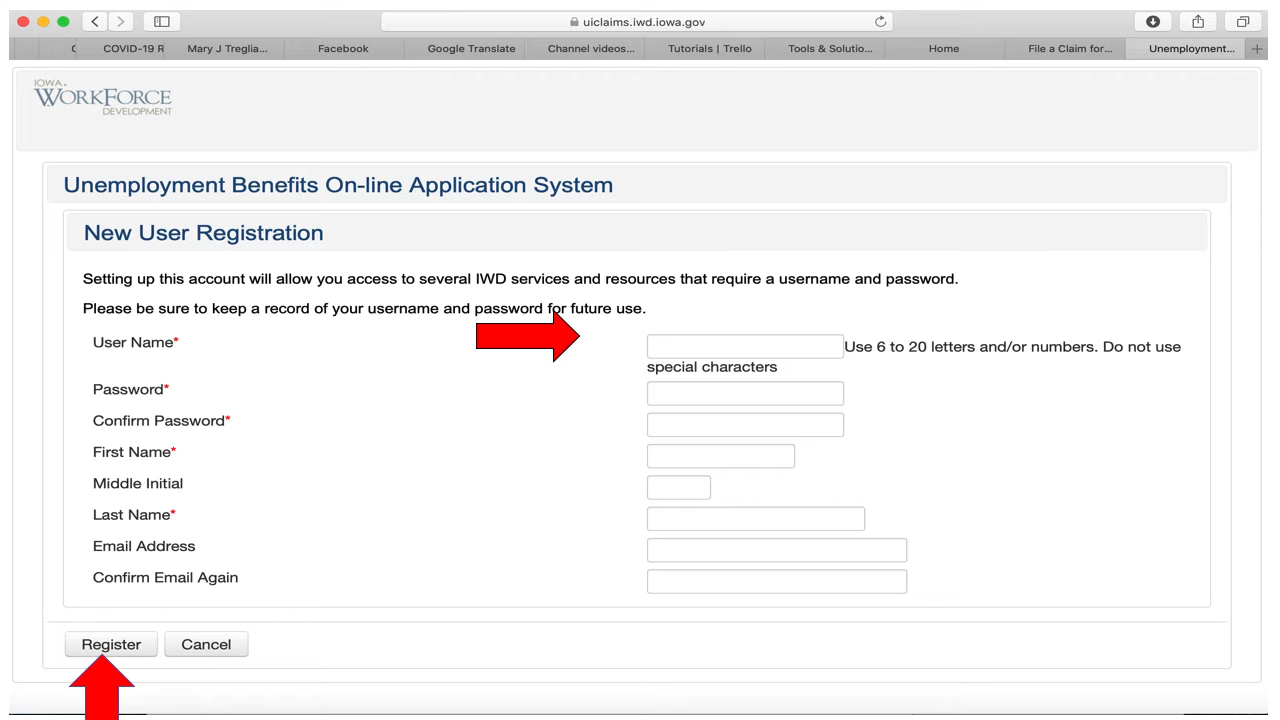 uiclaims.iwd.iowa.gov
COVID-19 R
Mary J Treglia...
Facebook
Google Translate
Channel videos...
Tutorials | Trello
Tools & Solutio...
Home
File a Claim for...
Unemployment...
IOWA
WORKFORCE
DEVELOPMENT
Unemployment Benefits On-line Application System
New User Registration
Setting up this account will allow you access to several IWD services and resources that require a username and password.
Please be sure to keep a record of your username and password for future use.
User Name*
Use 6 to 20 letters and/or numbers. Do not use
special characters
Password*
Confirm Password*
First Name*
Middle Initial
Last Name*
Email Address
Confirm Email Again
Register
Cancel